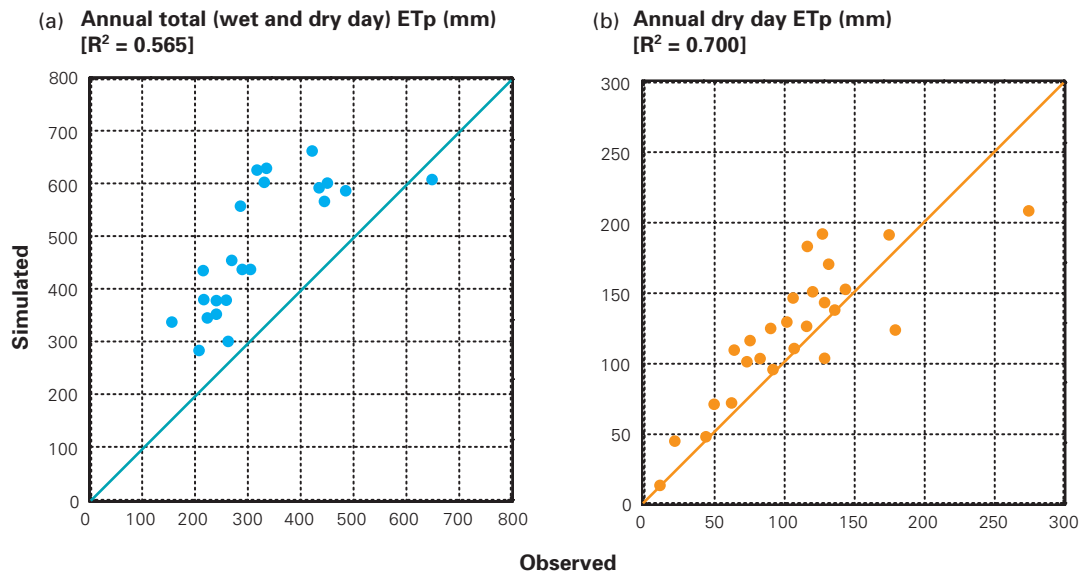 (a) Annual total (wet and dry day) ETp (mm)
[R² = 0.565]
(b) Annual dry day ETp (mm)
[R² = 0.700]
Simulated
800
700
600
500
400
300
200
100
0
0 100 200 300 400 500 600 700 800
300
250
200
150
100
50
0
0 50 100 150 200 250 300
Observed